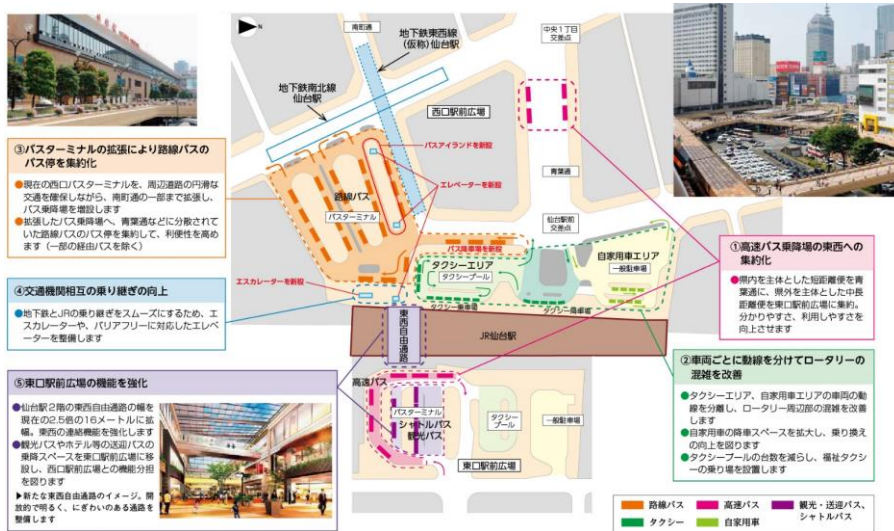 ③バスターミナルの拡張により路線バスの
バス停を集約化
●現在の西口バスターミナルを、周辺道路の円滑な
交通を確保しながら、南町通の一部まで拡張し、
バス乗降場を増設します
●拡張したバス乗降場へ、青葉通などに分散されて
いた路線バスのバス停を集約して、利便性を高め
ます（一部の経由バスを除く）
④交通機関相互の乗り継ぎの向上
●地下鉄とJRの乗り継ぎをスムーズにするため、エ
スカレーターや、バリアフリーに対応したエレベ
ーターを整備します
⑤東口駅前広場の機能を強化
●仙台駅2階の東西自由通路の幅を
現在の2.5倍の16メートルに拡
幅。東西の連絡機能を強化します
●観光バスやホテル等の送迎バスの
乗降スペースを東口駅前広場に移
設し、西口駅前広場との機能分担
を図ります
▶新たな東西自由通路のイメージ。開
放的で明るく、にぎわいのある通路を
整備します
N
南町通
地下鉄東西線
(仮称)仙台駅
地下鉄南北線
仙台駅
中央1丁目
交差点
西口駅前広場
バスアイランドを新設
エレベーターを新設
路線バス
バスターミナル
青葉通
仙台駅前
交差点
バス降車場を新設
自家用車エリア
一般駐車場
タクシーエリア
タクシープール
エスカレーターを新設
タクシー乗車場
タクシー降車場
東西自由通路
JR仙台駅
高速バス
バスターミナル
シャトルバス
観光バス
タクシー
プール
一般駐車場
東口駅前広場
①高速バス乗降場の東西への
集約化
●県内を主体とした短距離便を青
葉通に、県外を主体とした中長
距離便を東口駅前広場に集約。
分かりやすさ、利用しやすさを
向上させます
②車両ごとに動線を分けてロータリーの
混雑を改善
●タクシーエリア、自家用車エリアの車両の動
線を分離し、ロータリー周辺部の混雑を改善
します
●自家用車の降車スペースを拡大し、乗り換え
の向上を図ります
●タクシープールの台数を減らし、福祉タクシ
ーの乗り場を設置します
路線バス
高速バス
観光・送迎バス、
シャトルバス
タクシー
自家用車